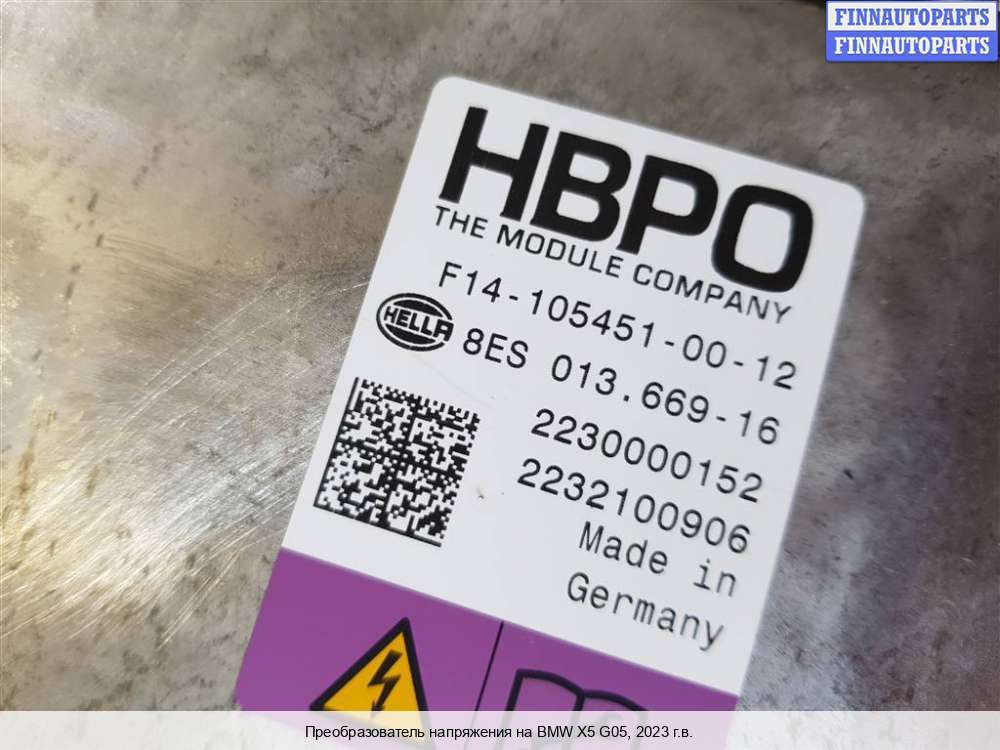 FINNAUTOPARTS
FINNAUTOPARTS
HBPO
THE MODULE COMPANY
F14-105451-00-12
HELLA
8ES 013.669-16
2230000152
2232100906
Made in
Germany
Преобразователь напряжения на BMW X5 G05, 2023 г.в.